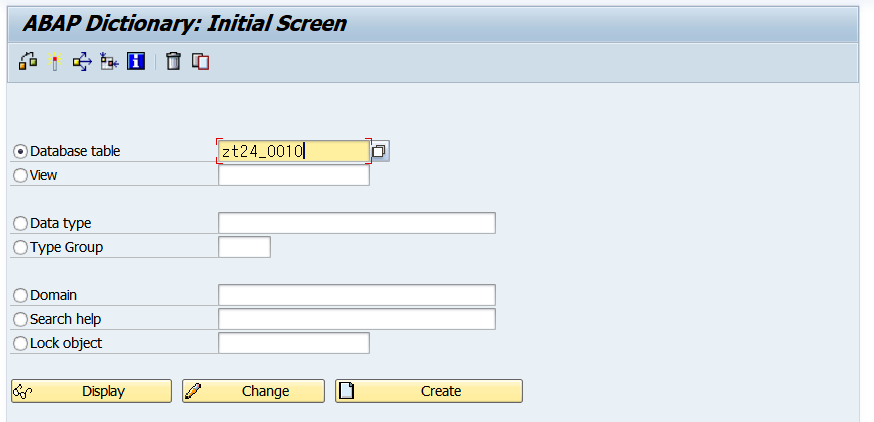 ABAP Dictionary: Initial Screen
Database table zt24_0010
View
Data type
Type Group
Domain
Search help
Lock object
Display Change Create